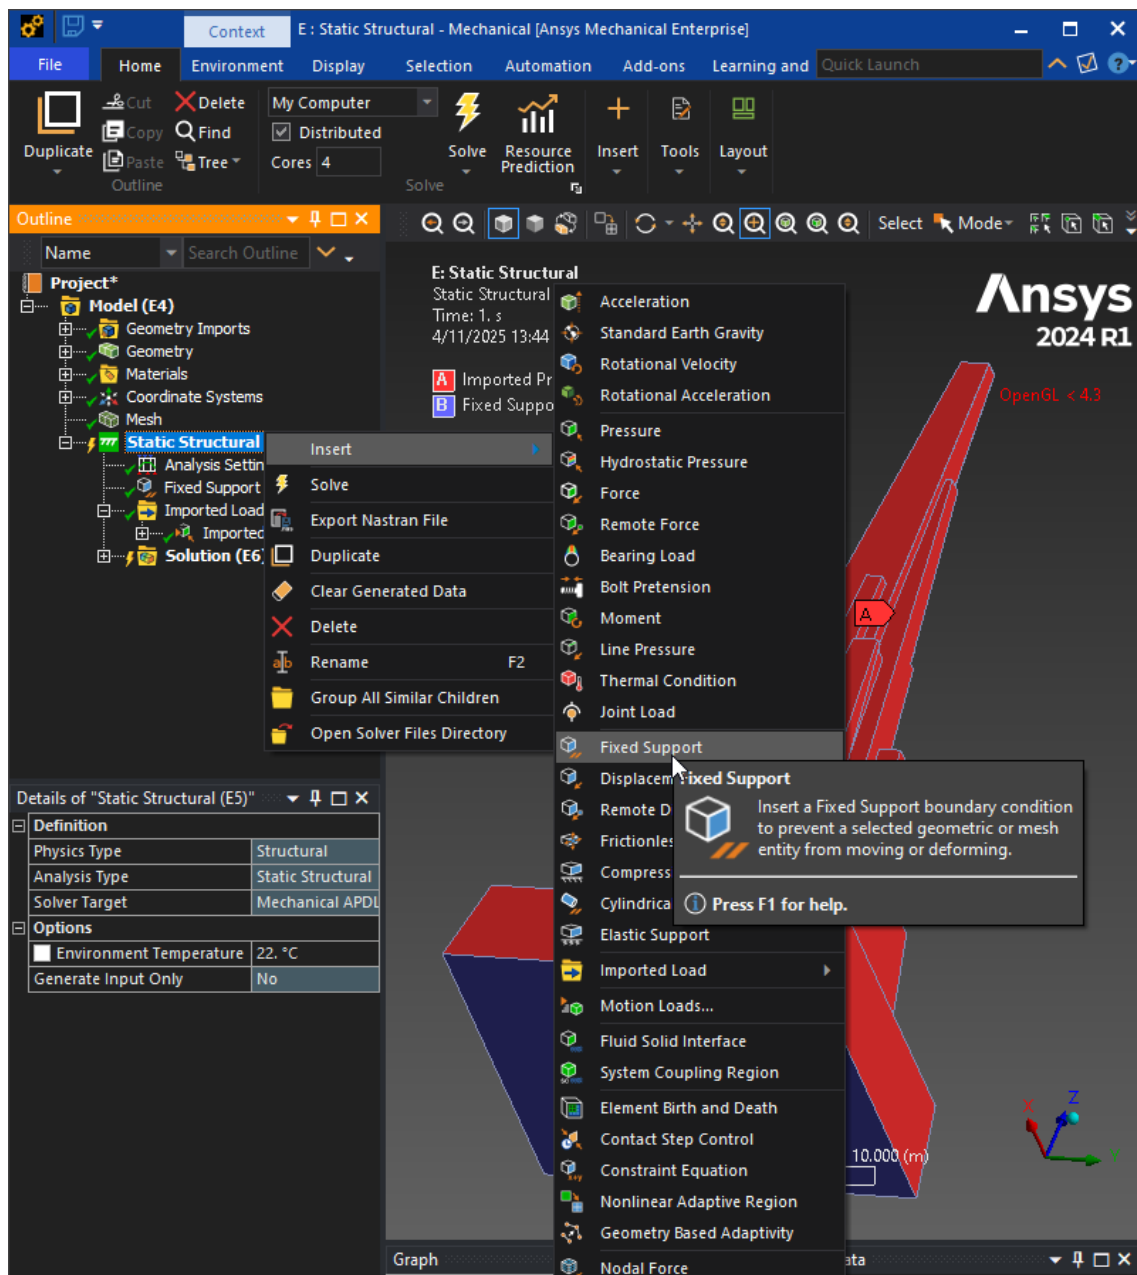 Context
E : Static Structural - Mechanical [Ansys Mechanical Enterprise]
File
Home
Environment
Display
Selection
Automation
Add-ons
Learning and
Quick Launch
Duplicate
Cut
Copy
Paste
Delete
Find
Tree
Outline
My Computer
Distributed
Cores 4
Solve
Resource
Prediction
Solve
Insert
Tools
Layout
Outline
Name
Search Outline
Select
Mode
Project*
Model (E4)
Geometry Imports
Geometry
Materials
Coordinate Systems
Mesh
Static Structural
Analysis Settin
Fixed Support
Imported Load
Imported
Solution (E6)
E: Static Structural
Static Structural
Time: 1. s
4/11/2025 13:44
A Imported Pr
B Fixed Suppo
Ansys
2024 R1
OpenGL < 4.3
A
Insert
Solve
Export Nastran File
Duplicate
Clear Generated Data
Delete
Rename F2
Group All Similar Children
Open Solver Files Directory
Acceleration
Standard Earth Gravity
Rotational Velocity
Rotational Acceleration
Pressure
Hydrostatic Pressure
Force
Remote Force
Bearing Load
Bolt Pretension
Moment
Line Pressure
Thermal Condition
Joint Load
Fixed Support
Displacem
Remote D
Frictionles
Compress
Cylindrica
Elastic Support
Imported Load
Motion Loads...
Fluid Solid Interface
System Coupling Region
Element Birth and Death
Contact Step Control
Constraint Equation
Nonlinear Adaptive Region
Geometry Based Adaptivity
Nodal Force
Fixed Support
Insert a Fixed Support boundary condition
to prevent a selected geometric or mesh
entity from moving or deforming.
Press F1 for help.
Details of "Static Structural (E5)"
Definition
Physics Type Structural
Analysis Type Static Structural
Solver Target Mechanical APDL
Options
Environment Temperature 22. °C
Generate Input Only No
10.000 (m)
X
Z
Y
Graph
ata